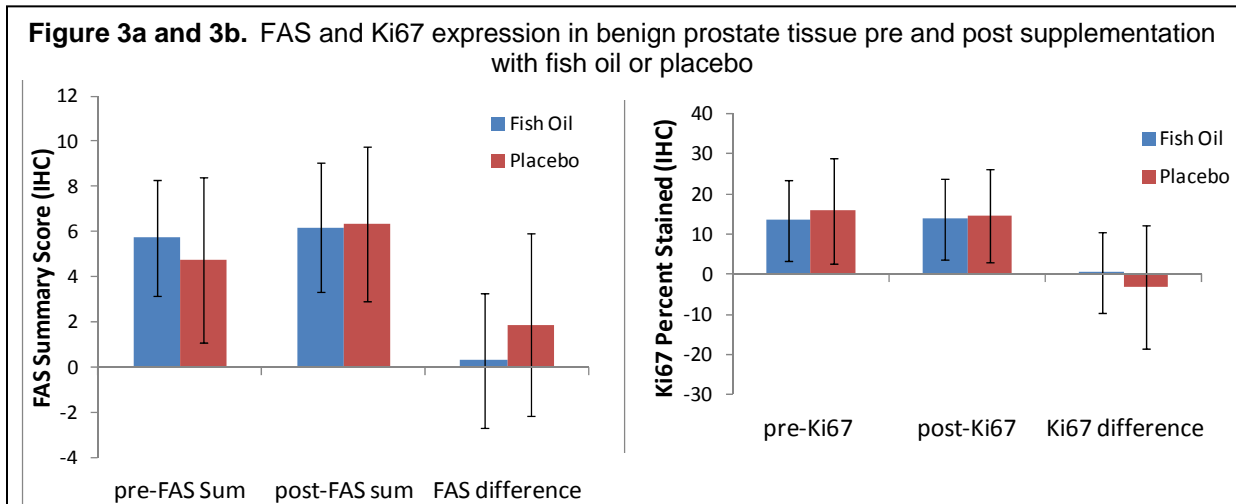 Figure 3a and 3b. FAS and Ki67 expression in benign prostate tissue pre and post supplementation
with fish oil or placebo
FAS Summary Score (IHC)
12
10
8
6
4
2
0
-2
-4
Fish Oil
Placebo
pre-FAS Sum
post-FAS sum
FAS difference
Ki67 Percent Stained (IHC)
40
30
20
10
0
-10
-20
-30
Fish Oil
Placebo
pre-Ki67
post-Ki67
Ki67 difference